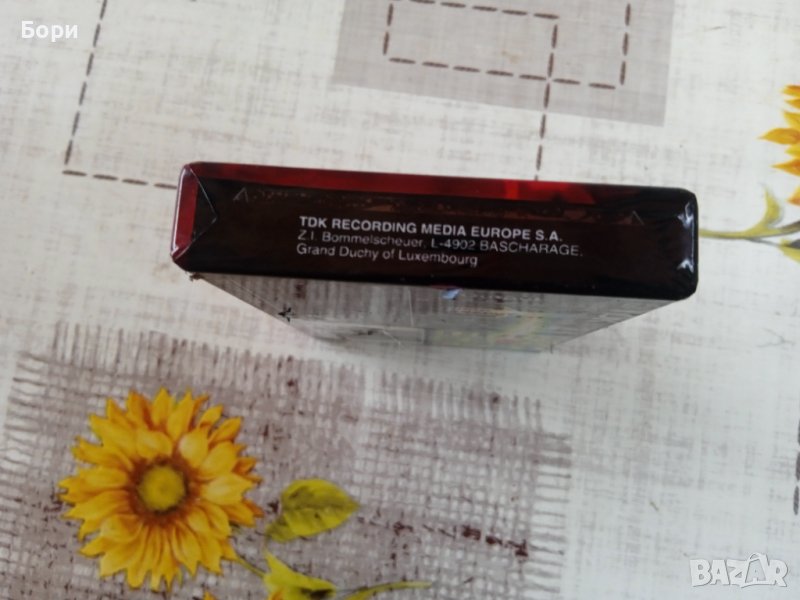 Бори
TDK RECORDING MEDIA EUROPE S.A.
Z.I. Bommelscheuer, L-4902 BASCHARAGE,
Grand Duchy of Luxembourg
BAZAR